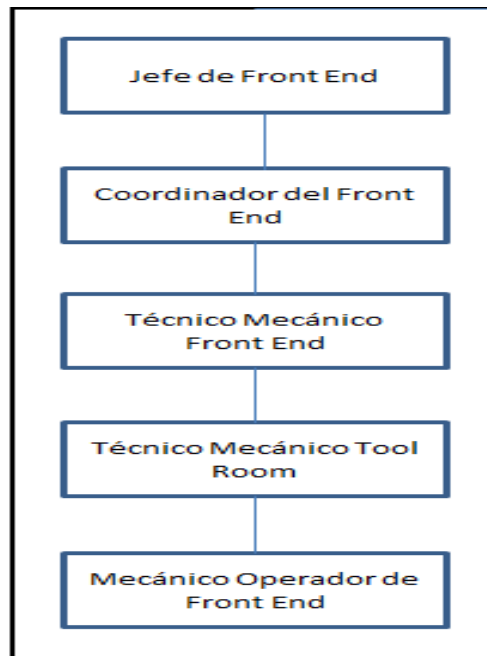 Jefe de Front End
Coordinador del Front
End
Técnico Mecánico
Front End
Técnico Mecánico Tool
Room
Mecánico Operador de
Front End